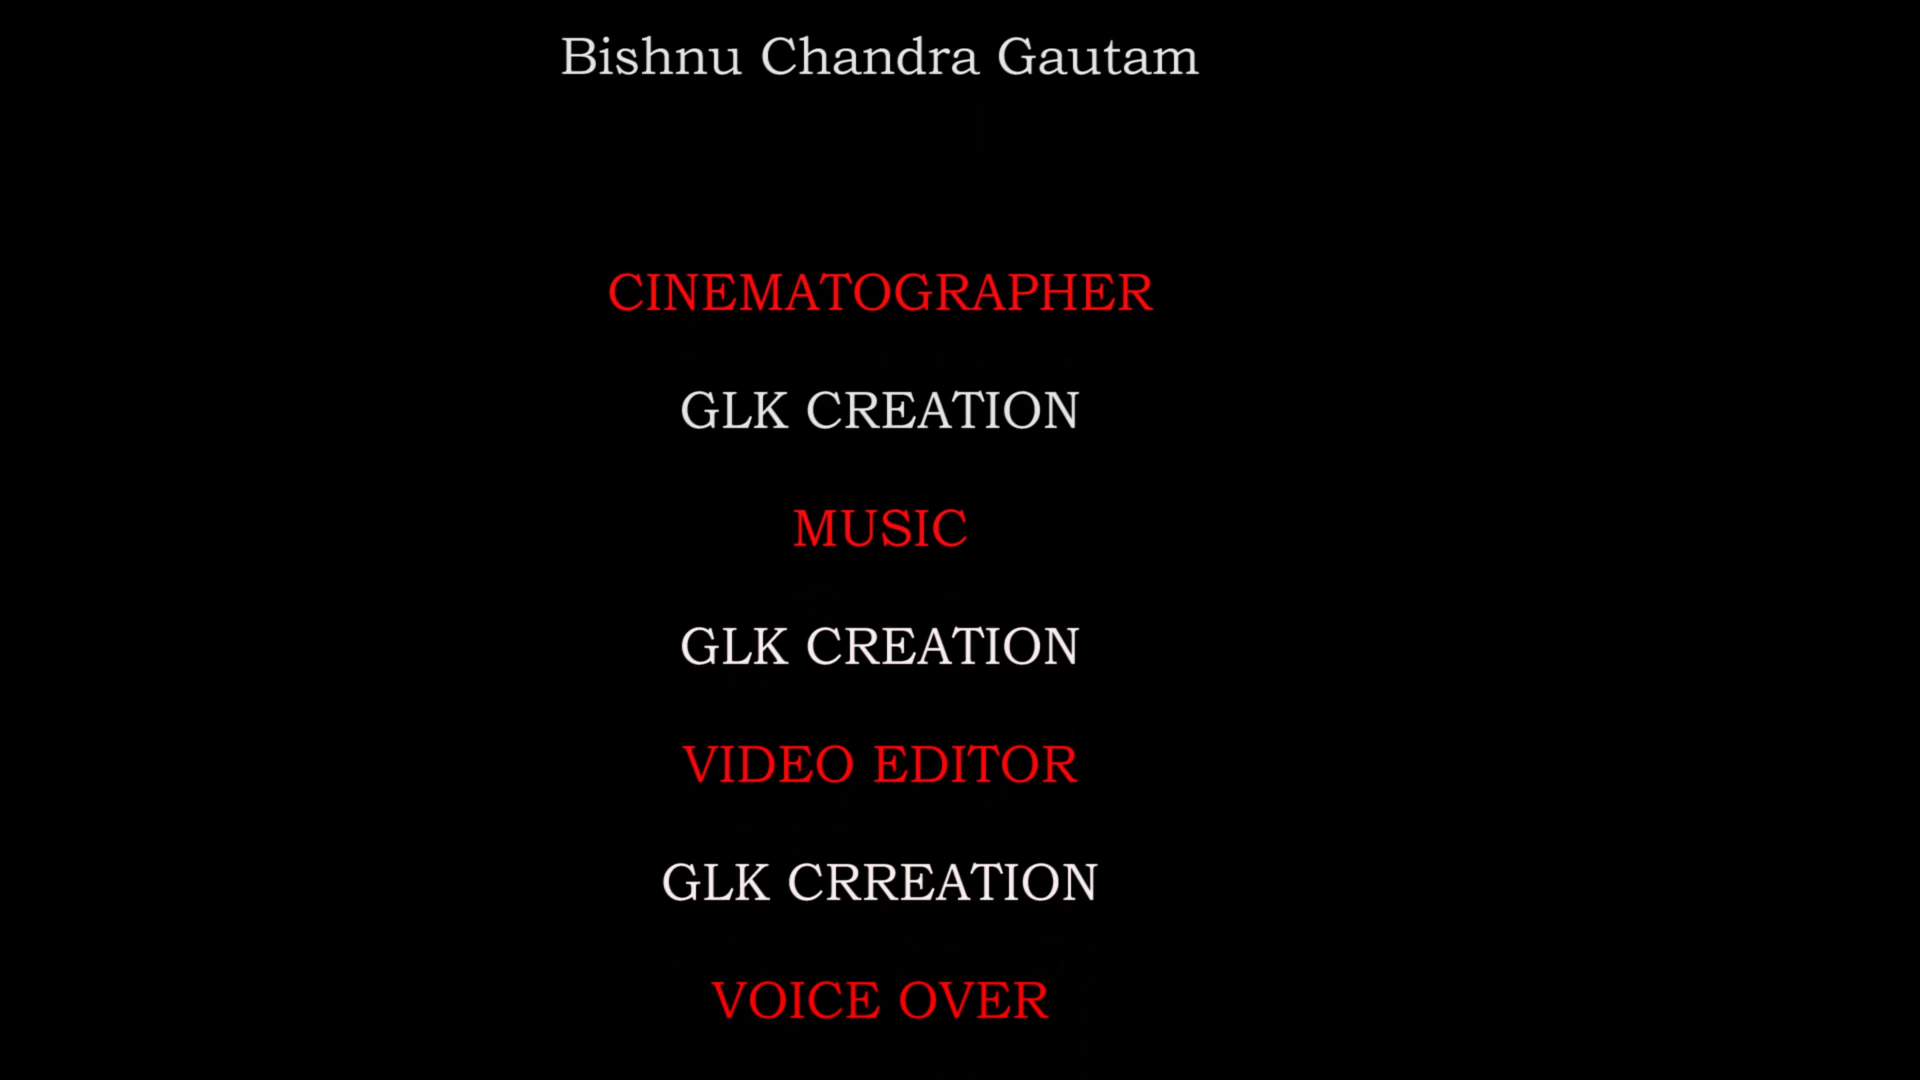 Bishnu Chandra Gautam
CINEMATOGRAPHER
GLK CREATION
MUSIC
GLK CREATION
VIDEO EDITOR
GLK CRREATION
VOICE OVER